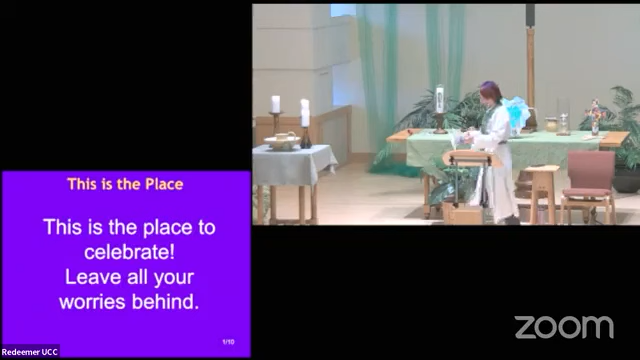 This is the Place
This is the place to
celebrate!
Leave all your
worries behind.
1/10
Redeemer UCC
zoom